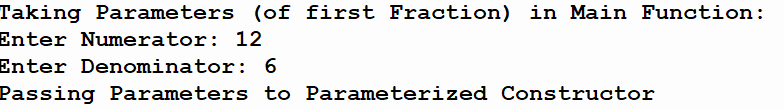 Taking Parameters (of first Fraction) in Main Function:
Enter Numerator: 12
Enter Denominator: 6
Passing Parameters to Parameterized Constructor